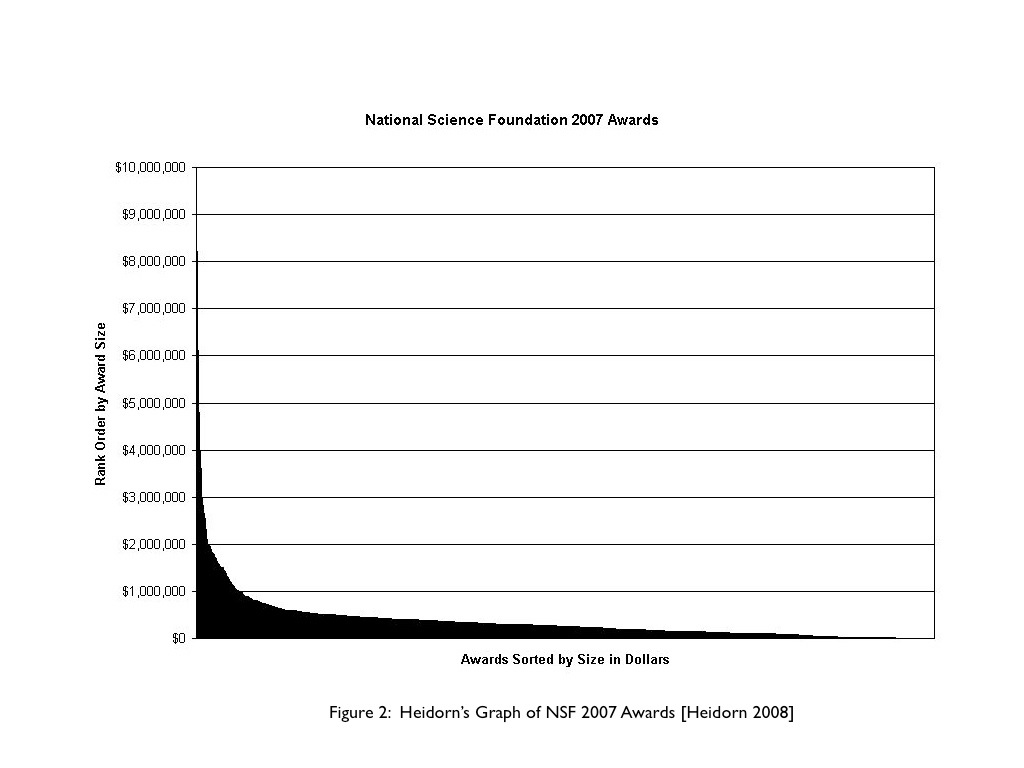 National Science Foundation 2007 Awards
$10,000,000
$9,000,000
$8,000,000
$7,000,000
$6,000,000
$5,000,000
$4,000,000
$3,000,000
$2,000,000
$1,000,000
$0
Rank Order by Award Size
Awards Sorted by Size in Dollars
Figure 2: Heidorn’s Graph of NSF 2007 Awards [Heidorn 2008]